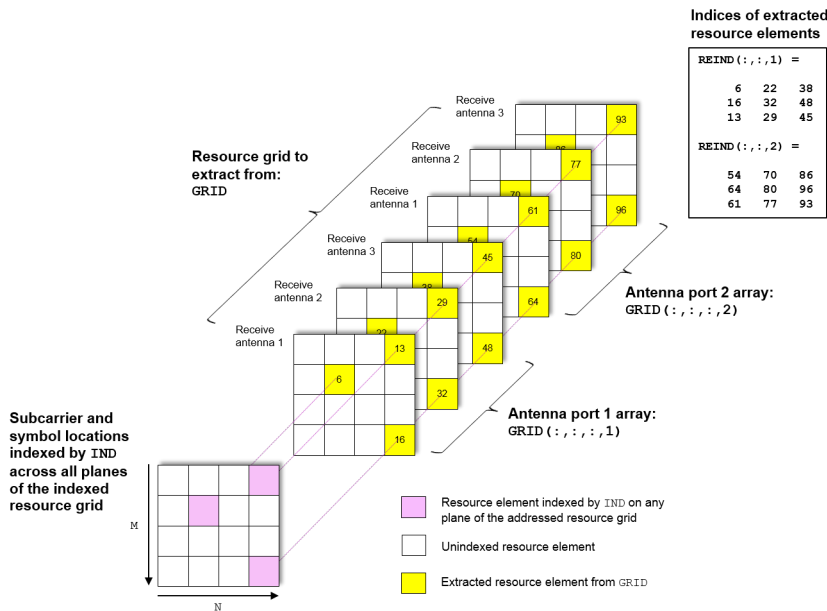 Indices of extracted
resource elements
REIND(:,:,1) =
6 22 38
16 32 48
13 29 45
REIND(:,:,2) =
54 70 86
64 80 96
61 77 93
Receive
antenna 3
93
96
Receive
antenna 2
77
70
80
Receive
antenna 1
61
54
64
Receive
antenna 3
45
38
48
Receive
antenna 2
29
22
32
Receive
antenna 1
13
6
16
Resource grid to
extract from:
GRID
Antenna port 2 array:
GRID(:,:,:,2)
Antenna port 1 array:
GRID(:,:,:,1)
Subcarrier and
symbol locations
indexed by IND
across all planes
of the indexed
resource grid
M
N
Resource element indexed by IND on any
plane of the addressed resource grid
Unindexed resource element
Extracted resource element from GRID